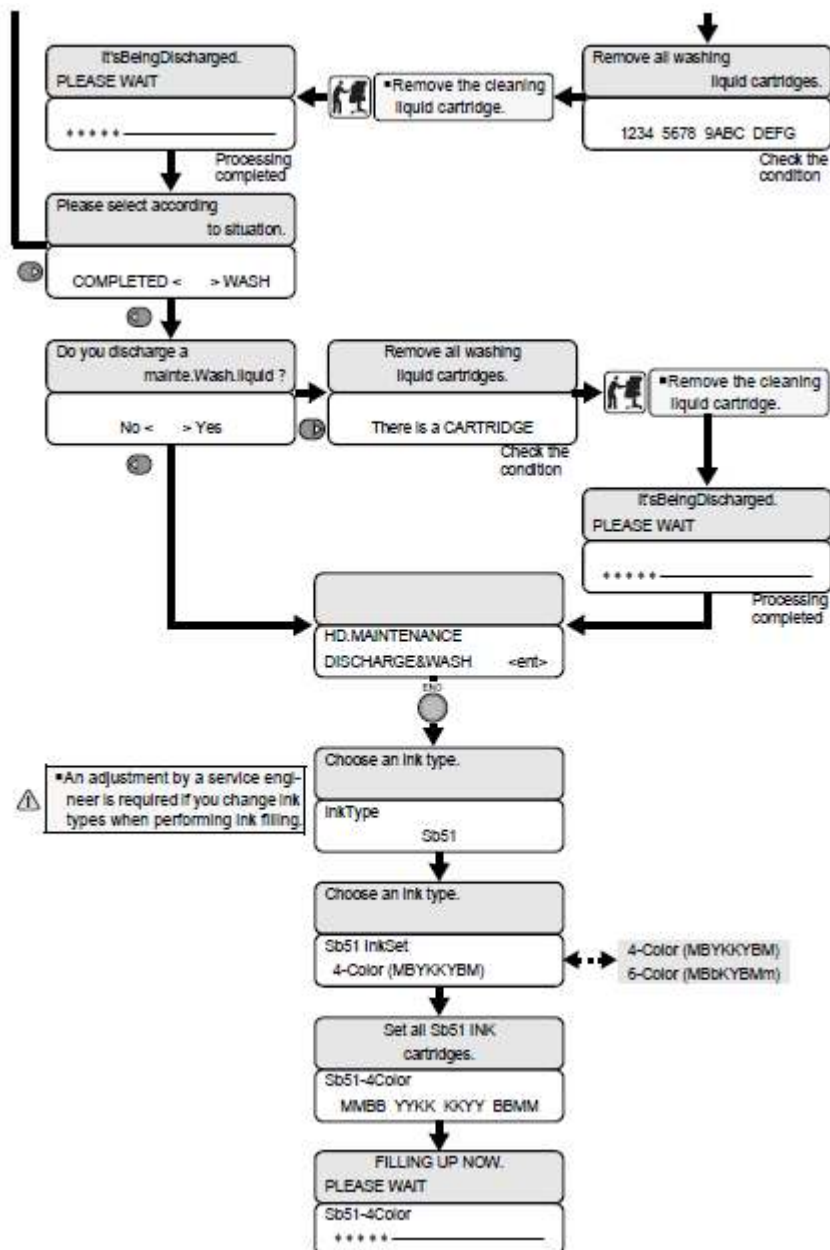 It'sBeingDischarged.
PLEASE WAIT
Processing
completed
■Remove the cleaning
liquid cartridge.
Remove all washing
liquid cartridges.
1234 5678 9ABC DEFG
Check the
condition
Please select according
to situation.
COMPLETED < > WASH
Do you discharge a
mainte.Wash.liquid ?
No < > Yes
Remove all washing
liquid cartridges.
There is a CARTRIDGE
Check the
condition
■Remove the cleaning
liquid cartridge.
It'sBeingDischarged.
PLEASE WAIT
Processing
completed
HD.MAINTENANCE
DISCHARGE&WASH <ent>
END
■An adjustment by a service engi-
neer is required if you change ink
types when performing ink filling.
Choose an ink type.
InkType
Sb51
Choose an ink type.
Sb51 InkSet
4-Color (MBYKKYBM)
4-Color (MBYKKYBM)
6-Color (MBbKYBMm)
Set all Sb51 INK
cartridges.
Sb51-4Color
MMBB YYKK KKYY BBMM
FILLING UP NOW.
PLEASE WAIT
Sb51-4Color